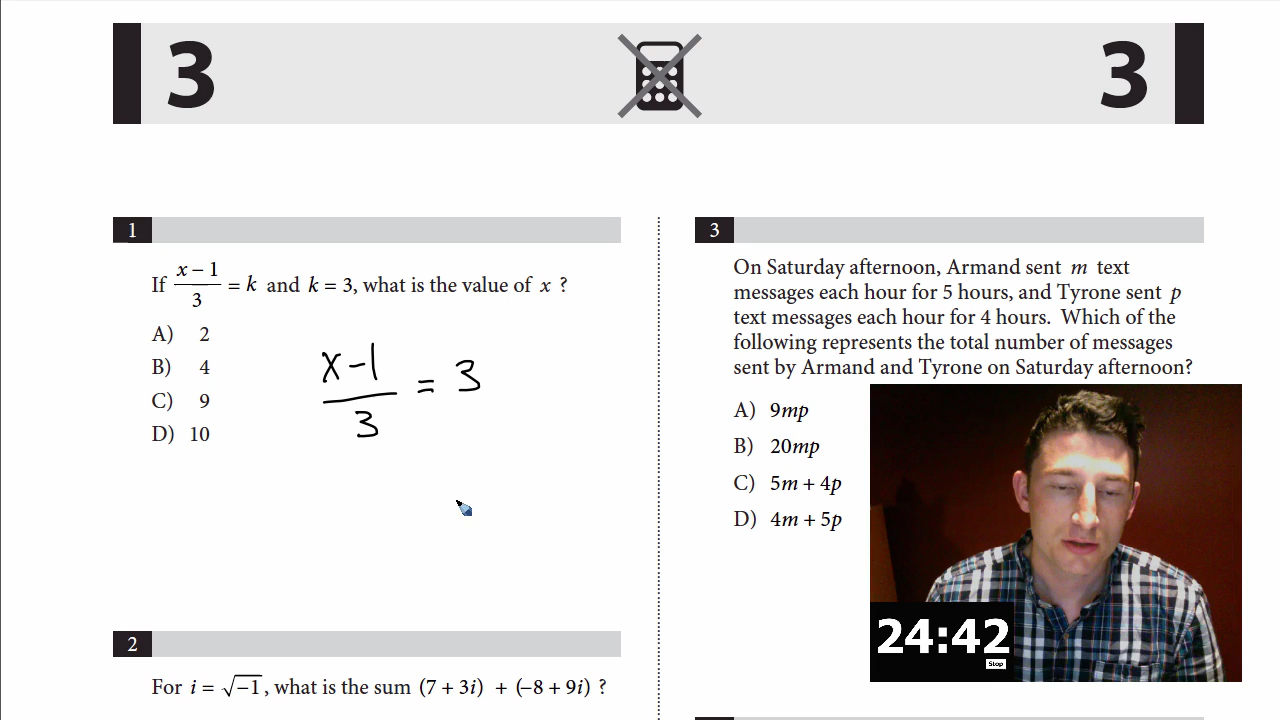 3 3
1
If x − 1 / 3 = k and k = 3, what is the value of x ?
A) 2
B) 4
C) 9
D) 10
x − 1 / 3 = 3
2
For i = √−1, what is the sum (7 + 3i) + (−8 + 9i) ?
3
On Saturday afternoon, Armand sent m text
messages each hour for 5 hours, and Tyrone sent p
text messages each hour for 4 hours. Which of the
following represents the total number of messages
sent by Armand and Tyrone on Saturday afternoon?
A) 9mp
B) 20mp
C) 5m + 4p
D) 4m + 5p
24:42
Stop